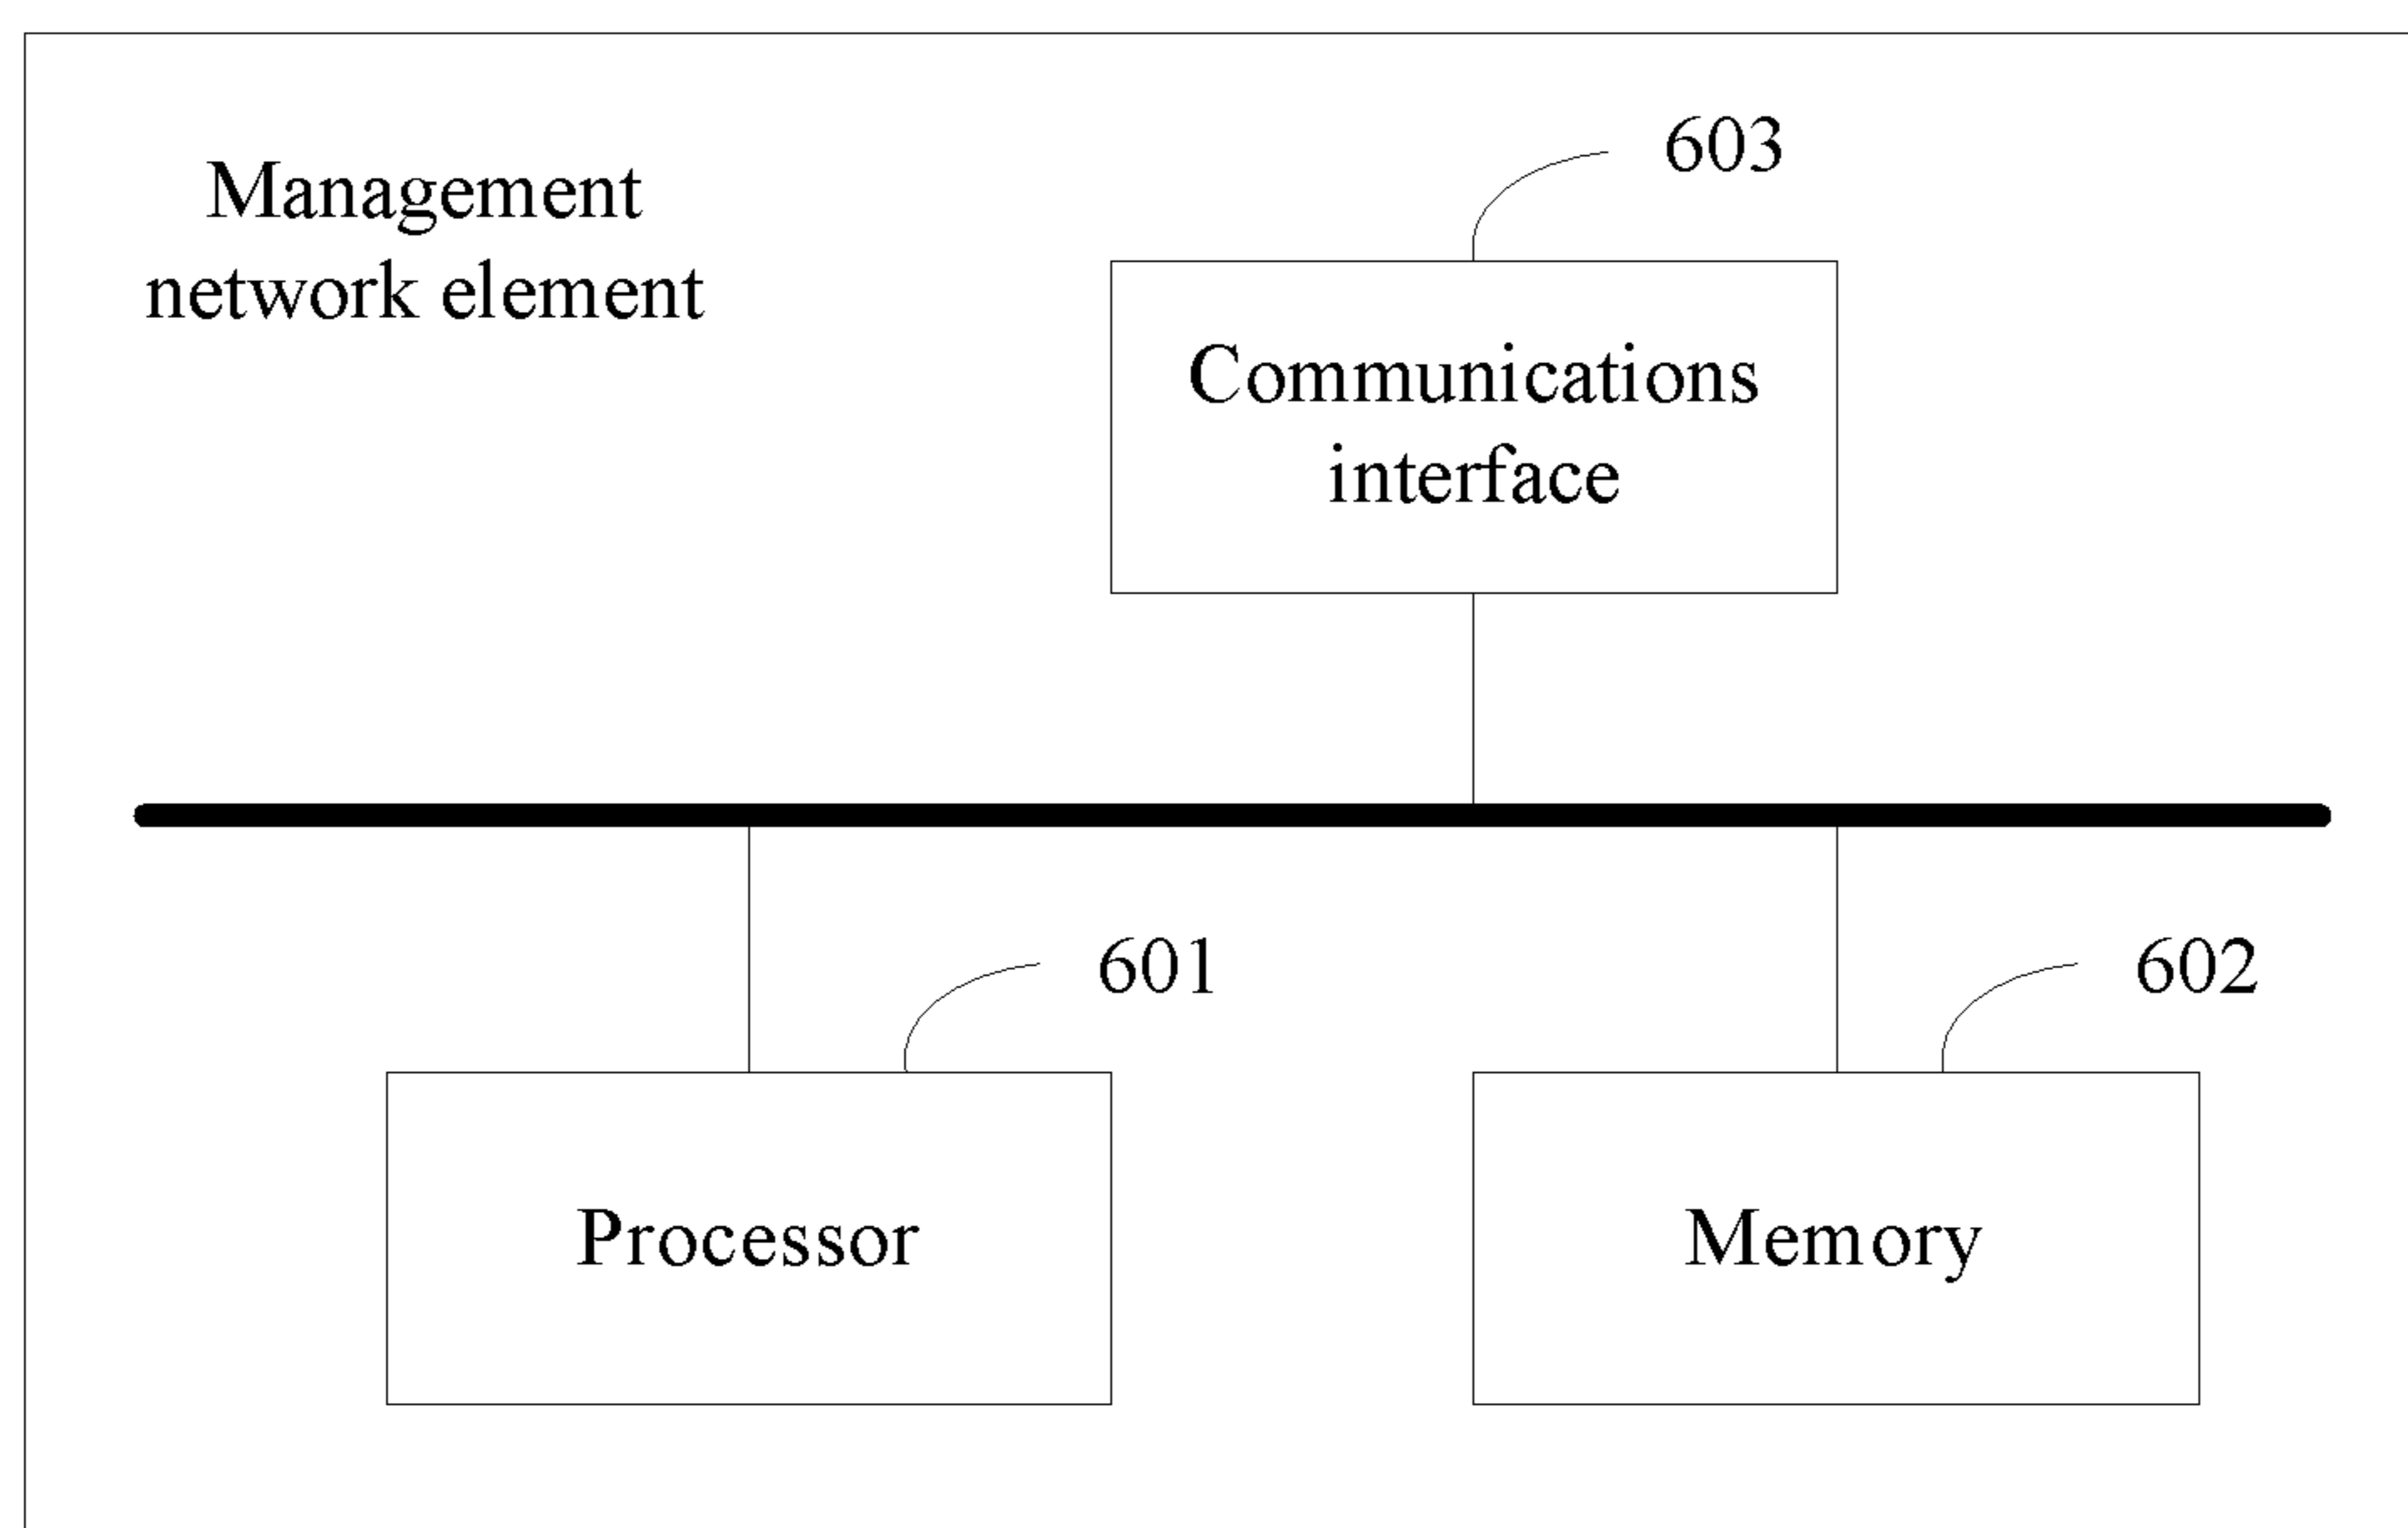 Management
network element
603
Communications
interface
601
602
Processor
Memory